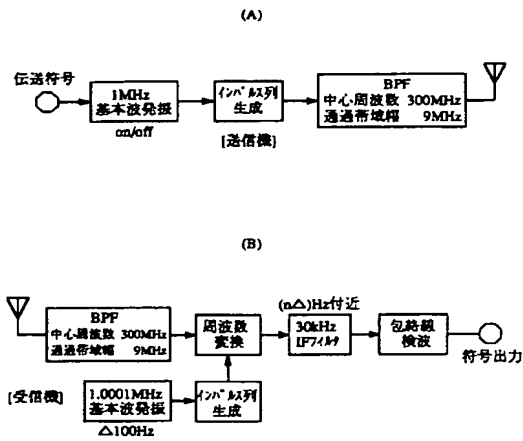 (A)
伝送符号
1MHz
基本波発振
on/off
インパルス列
生成
[送信機]
BPF
中心周波数 300MHz
通過帯域幅 9MHz
(B)
BPF
中心周波数 300MHz
通過帯域幅 9MHz
周波数
変換
(n△)Hz付近
30kHz
IFフィルタ
包絡線
検波
符号出力
[受信機]
1.0001MHz
基本波発振
△100Hz
インパルス列
生成